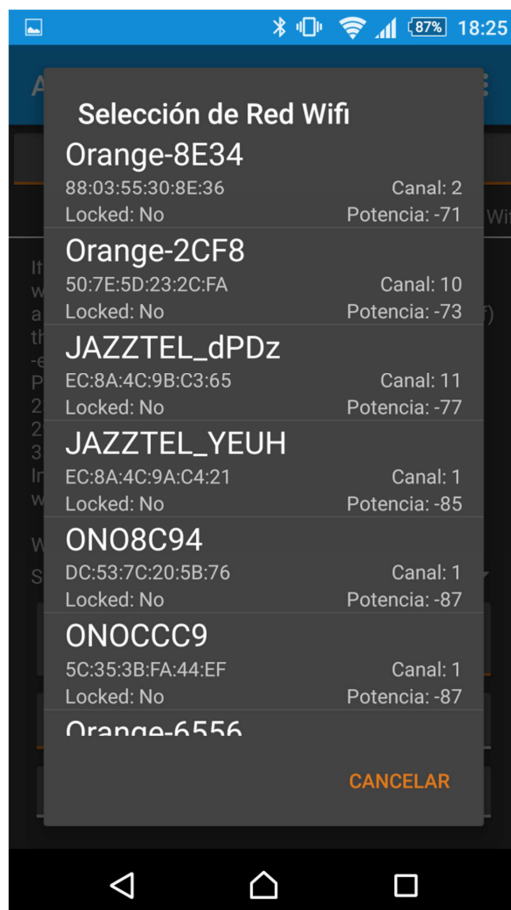 87% 18:25
A
Selección de Red Wifi
Orange-8E34
88:03:55:30:8E:36 Canal: 2
Locked: No Potencia: -71
Orange-2CF8
50:7E:5D:23:2C:FA Canal: 10
Locked: No Potencia: -73
JAZZTEL_dPDz
EC:8A:4C:9B:C3:65 Canal: 11
Locked: No Potencia: -77
JAZZTEL_YEUH
EC:8A:4C:9A:C4:21 Canal: 1
Locked: No Potencia: -85
ONO8C94
DC:53:7C:20:5B:76 Canal: 1
Locked: No Potencia: -87
ONOCCC9
5C:35:3B:FA:44:EF Canal: 1
Locked: No Potencia: -87
Orange-6556
CANCELAR